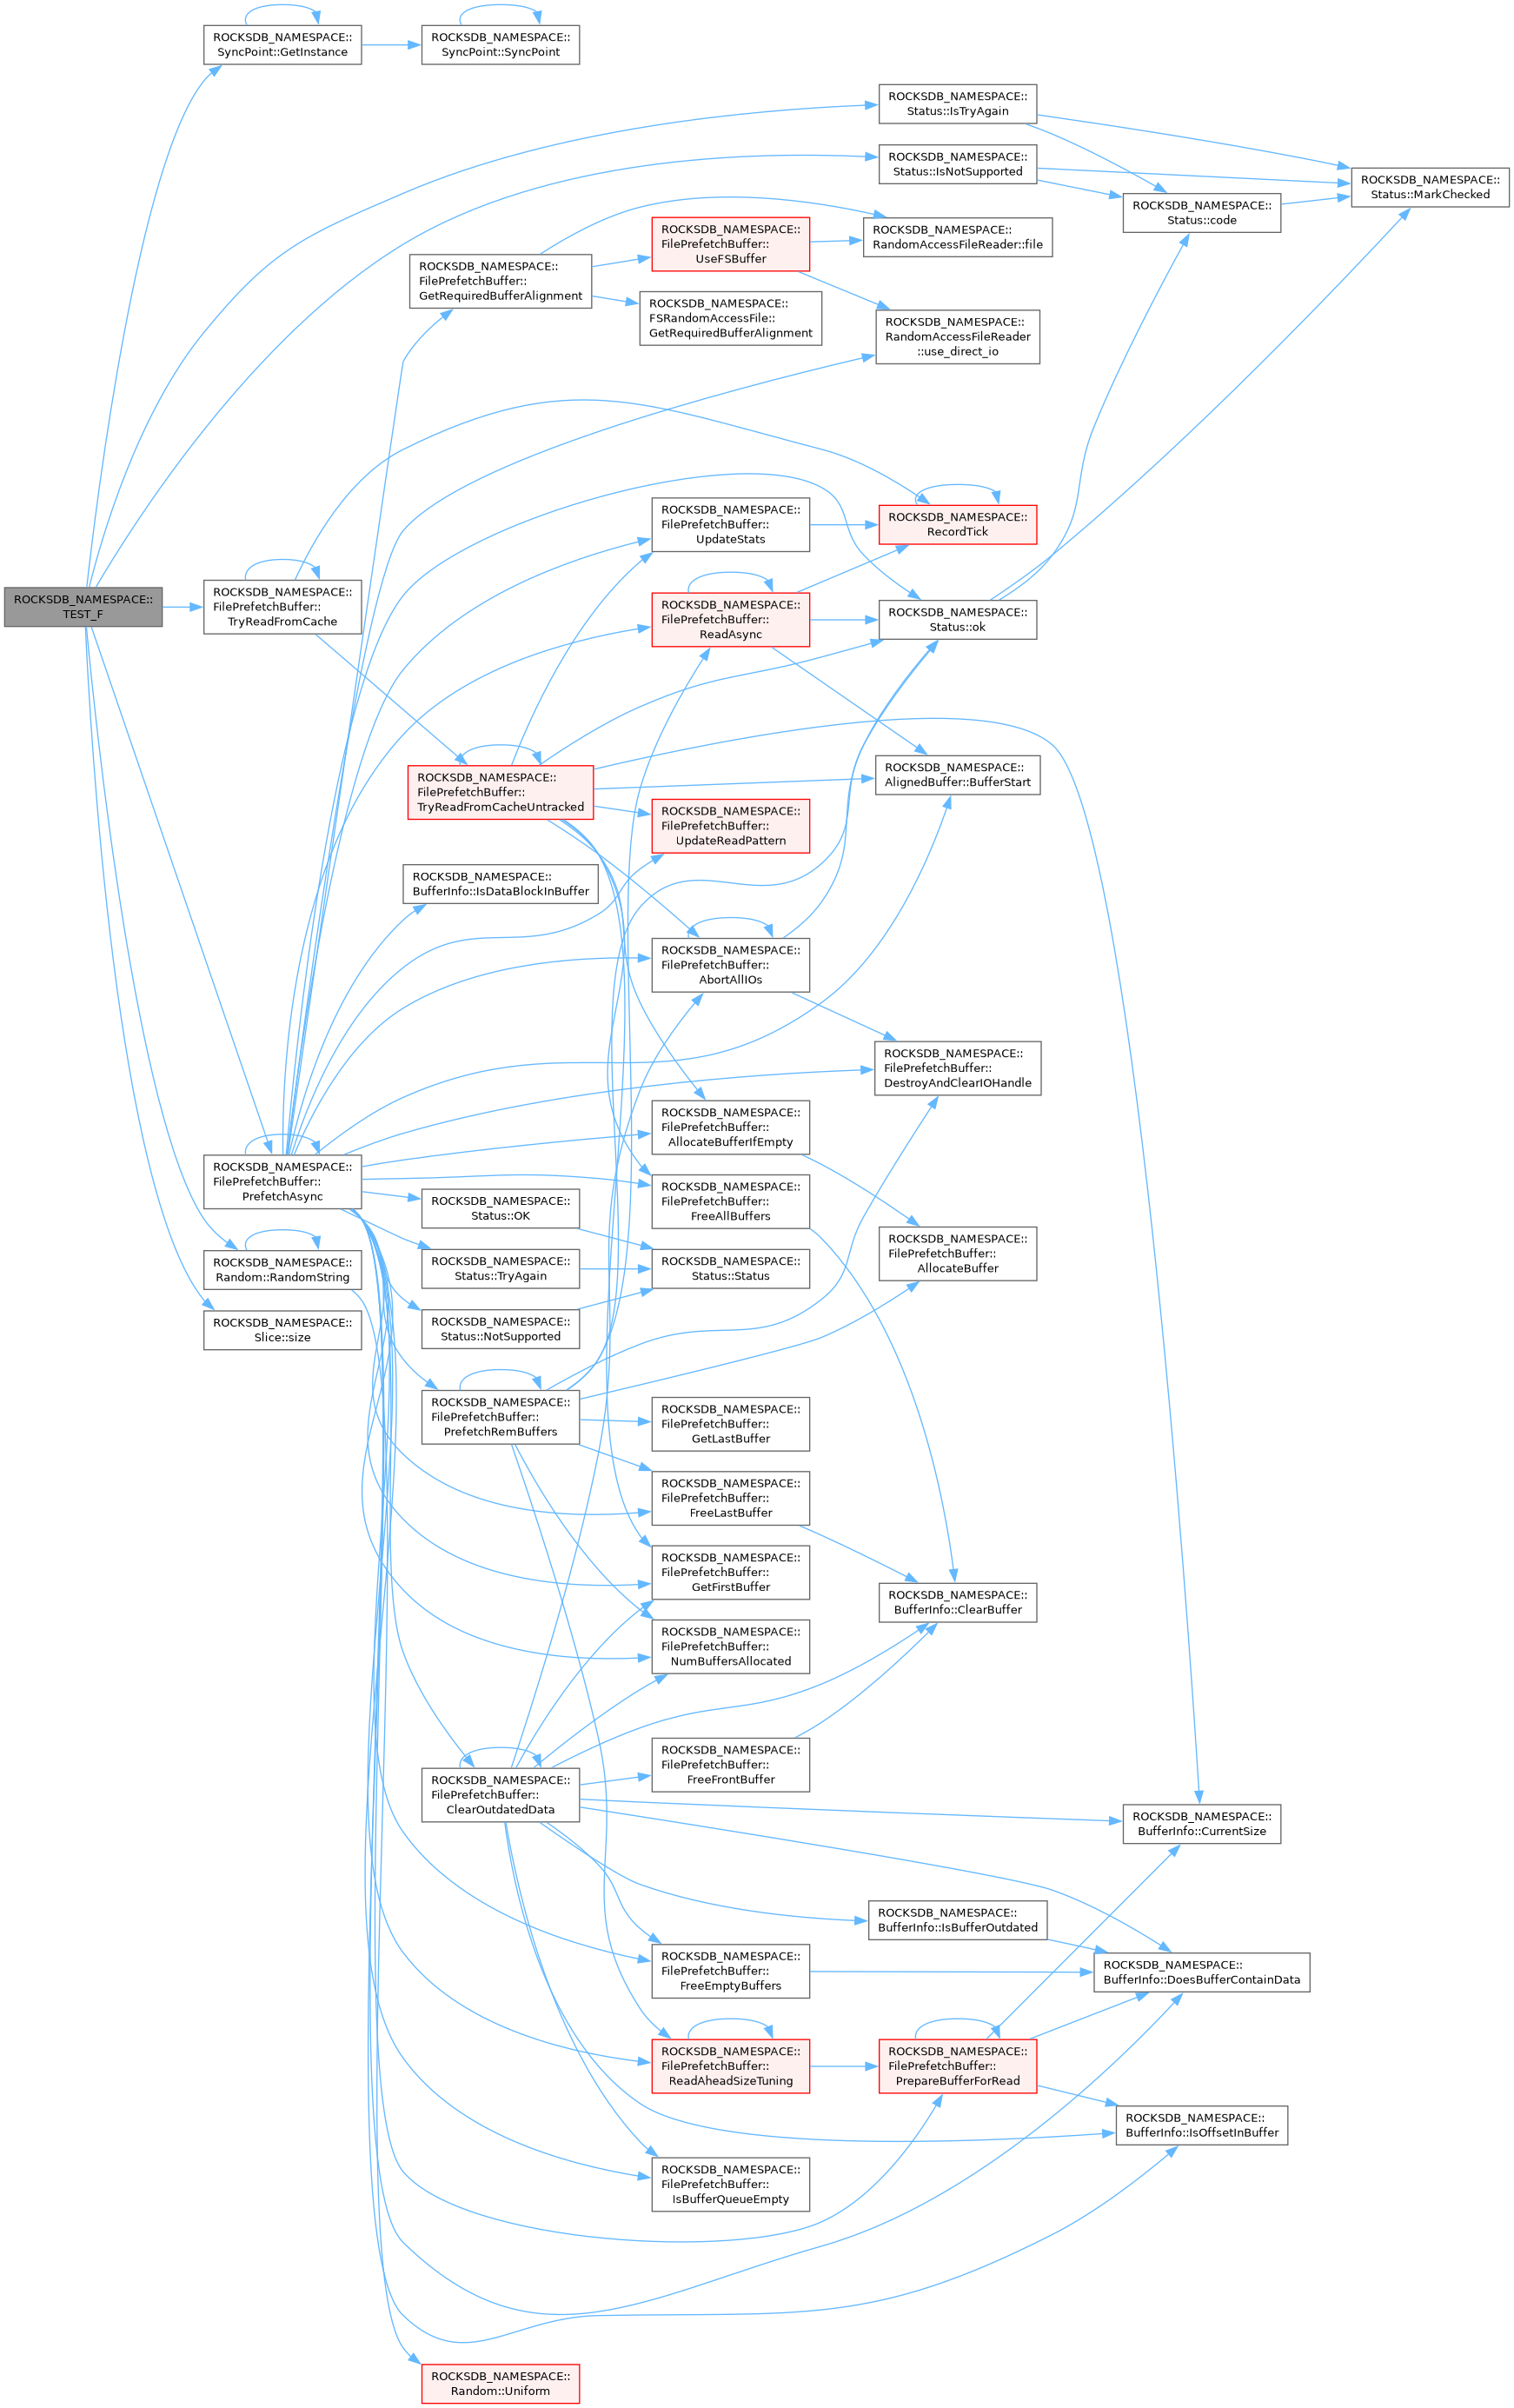 ROCKSDB_NAMESPACE::
TEST_F
ROCKSDB_NAMESPACE::
SyncPoint::GetInstance
ROCKSDB_NAMESPACE::
SyncPoint::SyncPoint
ROCKSDB_NAMESPACE::
Status::IsTryAgain
ROCKSDB_NAMESPACE::
Status::IsNotSupported
ROCKSDB_NAMESPACE::
Status::MarkChecked
ROCKSDB_NAMESPACE::
Status::code
ROCKSDB_NAMESPACE::
RandomAccessFileReader::file
ROCKSDB_NAMESPACE::
FilePrefetchBuffer::
UseFSBuffer
ROCKSDB_NAMESPACE::
FilePrefetchBuffer::
GetRequiredBufferAlignment
ROCKSDB_NAMESPACE::
FSRandomAccessFile::
GetRequiredBufferAlignment
ROCKSDB_NAMESPACE::
RandomAccessFileReader
::use_direct_io
ROCKSDB_NAMESPACE::
FilePrefetchBuffer::
UpdateStats
ROCKSDB_NAMESPACE::
RecordTick
ROCKSDB_NAMESPACE::
FilePrefetchBuffer::
TryReadFromCache
ROCKSDB_NAMESPACE::
FilePrefetchBuffer::
ReadAsync
ROCKSDB_NAMESPACE::
Status::ok
ROCKSDB_NAMESPACE::
FilePrefetchBuffer::
TryReadFromCacheUntracked
ROCKSDB_NAMESPACE::
AlignedBuffer::BufferStart
ROCKSDB_NAMESPACE::
FilePrefetchBuffer::
UpdateReadPattern
ROCKSDB_NAMESPACE::
BufferInfo::IsDataBlockInBuffer
ROCKSDB_NAMESPACE::
FilePrefetchBuffer::
AbortAllIOs
ROCKSDB_NAMESPACE::
FilePrefetchBuffer::
DestroyAndClearIOHandle
ROCKSDB_NAMESPACE::
FilePrefetchBuffer::
AllocateBufferIfEmpty
ROCKSDB_NAMESPACE::
FilePrefetchBuffer::
PrefetchAsync
ROCKSDB_NAMESPACE::
FilePrefetchBuffer::
FreeAllBuffers
ROCKSDB_NAMESPACE::
Status::OK
ROCKSDB_NAMESPACE::
FilePrefetchBuffer::
AllocateBuffer
ROCKSDB_NAMESPACE::
Random::RandomString
ROCKSDB_NAMESPACE::
Status::TryAgain
ROCKSDB_NAMESPACE::
Status::Status
ROCKSDB_NAMESPACE::
Slice::size
ROCKSDB_NAMESPACE::
Status::NotSupported
ROCKSDB_NAMESPACE::
FilePrefetchBuffer::
PrefetchRemBuffers
ROCKSDB_NAMESPACE::
FilePrefetchBuffer::
GetLastBuffer
ROCKSDB_NAMESPACE::
FilePrefetchBuffer::
FreeLastBuffer
ROCKSDB_NAMESPACE::
FilePrefetchBuffer::
GetFirstBuffer
ROCKSDB_NAMESPACE::
BufferInfo::ClearBuffer
ROCKSDB_NAMESPACE::
FilePrefetchBuffer::
NumBuffersAllocated
ROCKSDB_NAMESPACE::
FilePrefetchBuffer::
FreeFrontBuffer
ROCKSDB_NAMESPACE::
FilePrefetchBuffer::
ClearOutdatedData
ROCKSDB_NAMESPACE::
BufferInfo::CurrentSize
ROCKSDB_NAMESPACE::
BufferInfo::IsBufferOutdated
ROCKSDB_NAMESPACE::
FilePrefetchBuffer::
FreeEmptyBuffers
ROCKSDB_NAMESPACE::
BufferInfo::DoesBufferContainData
ROCKSDB_NAMESPACE::
FilePrefetchBuffer::
ReadAheadSizeTuning
ROCKSDB_NAMESPACE::
FilePrefetchBuffer::
PrepareBufferForRead
ROCKSDB_NAMESPACE::
BufferInfo::IsOffsetInBuffer
ROCKSDB_NAMESPACE::
FilePrefetchBuffer::
IsBufferQueueEmpty
ROCKSDB_NAMESPACE::
Random::Uniform